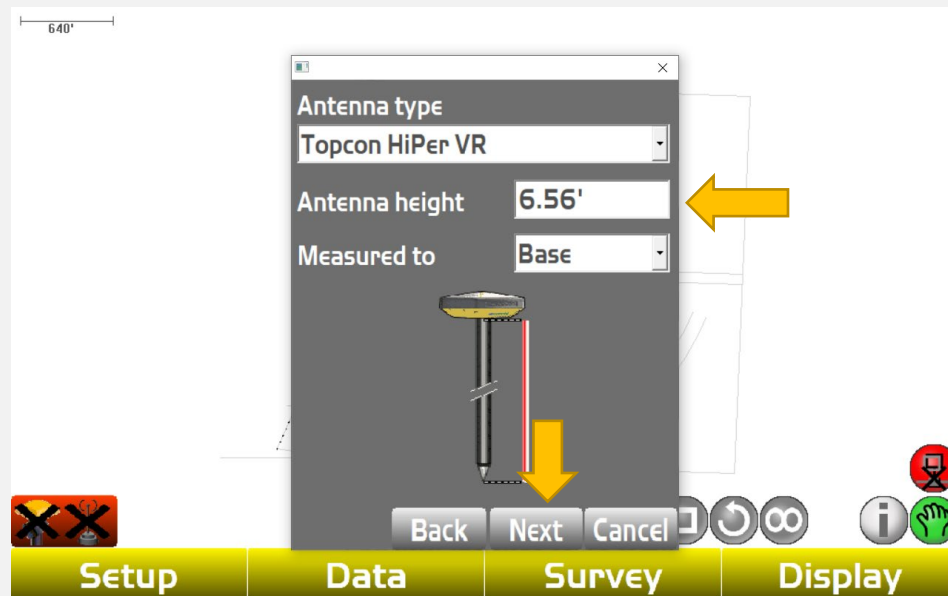 640'
Antenna type
Topcon HiPer VR
Antenna height 6.56'
Measured to Base
Back Next Cancel
Setup Data Survey Display